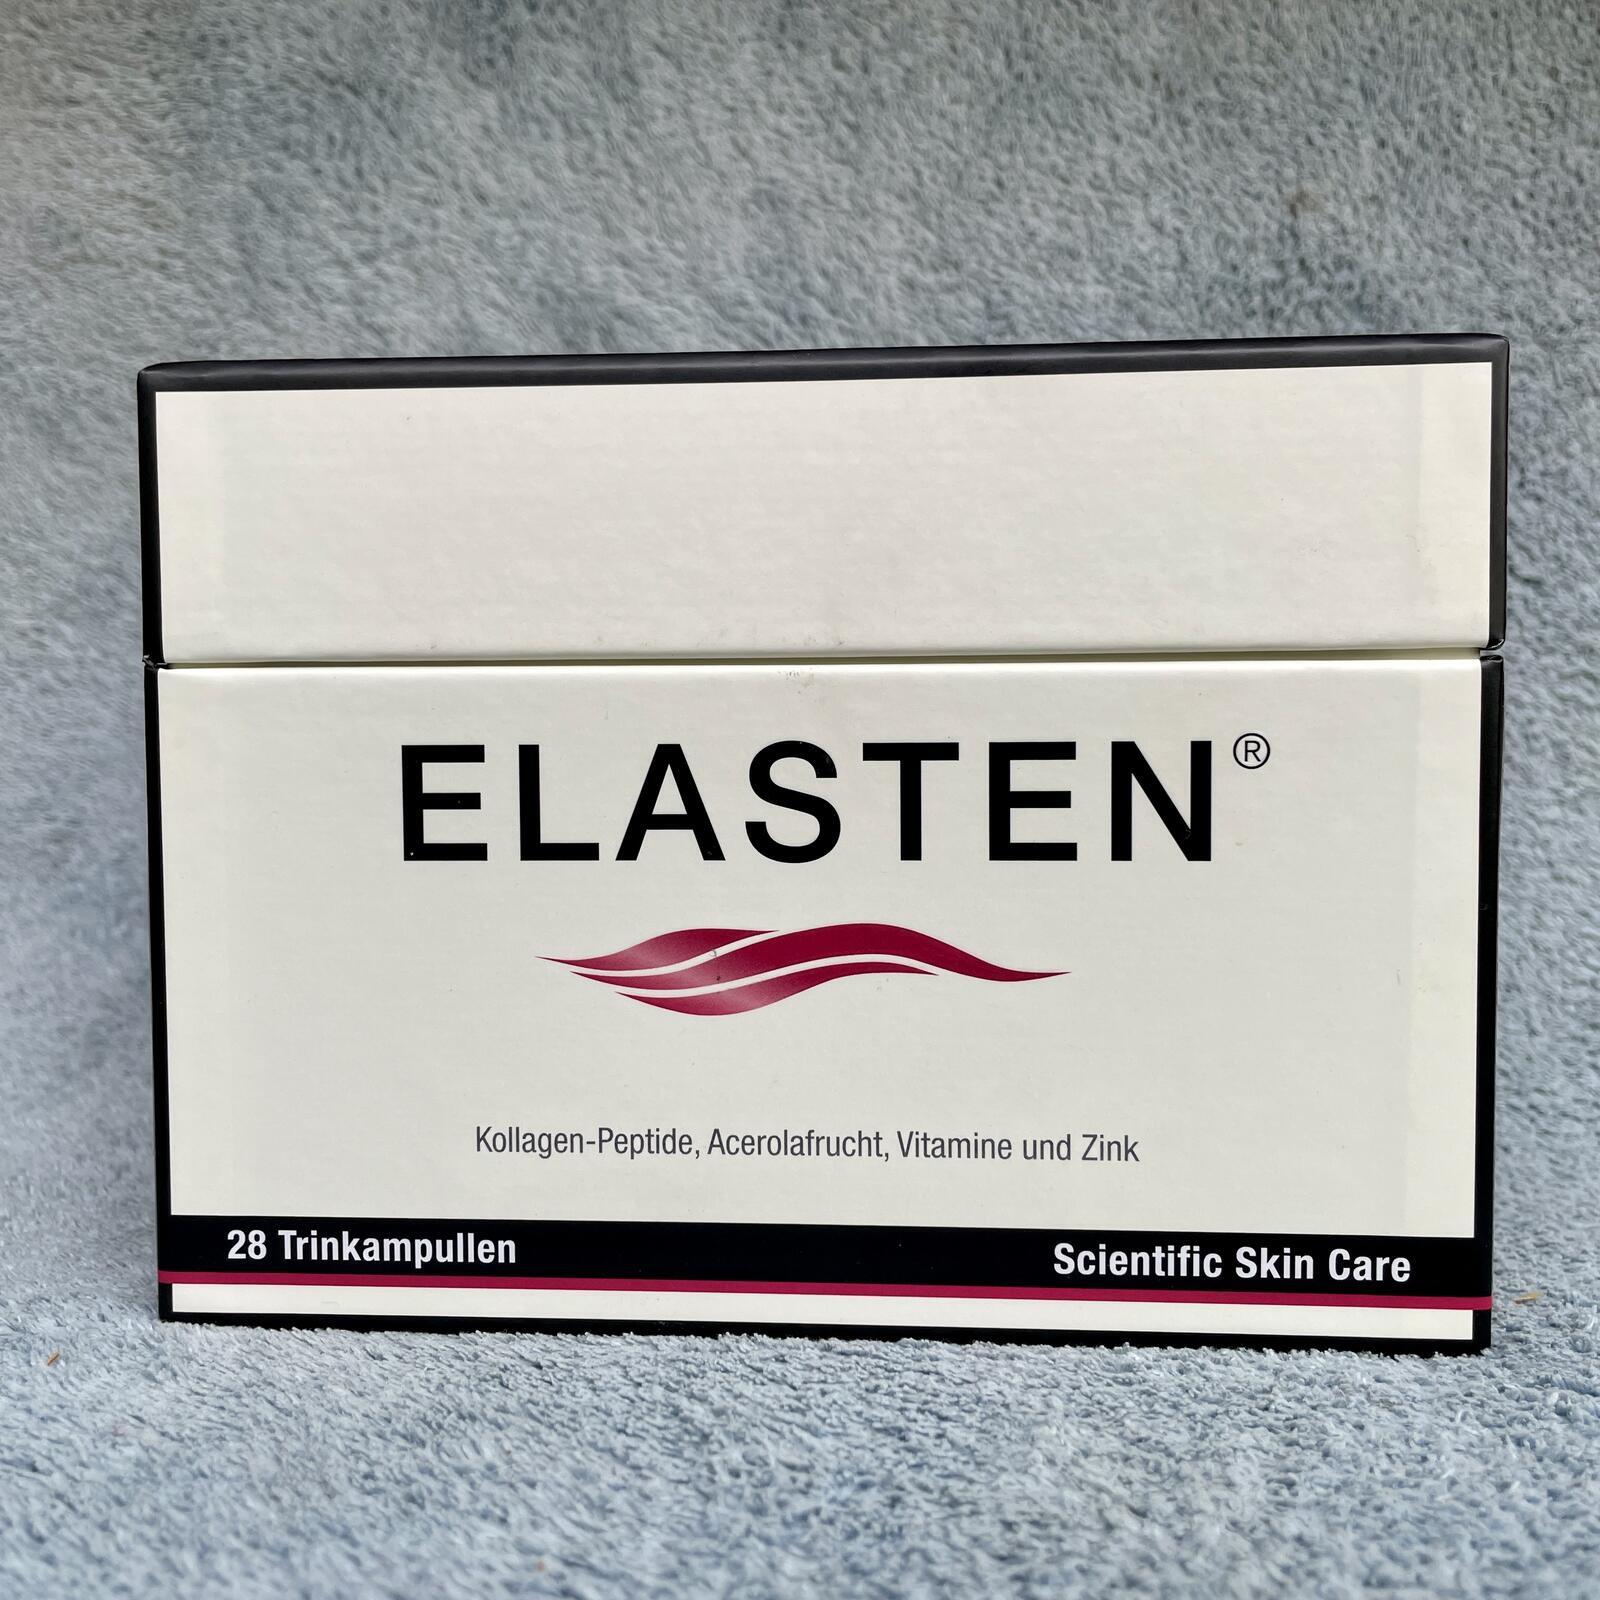 ELASTEN®
Kollagen-Peptide, Acerolafrucht, Vitamine und Zink
28 Trinkampullen
Scientific Skin Care